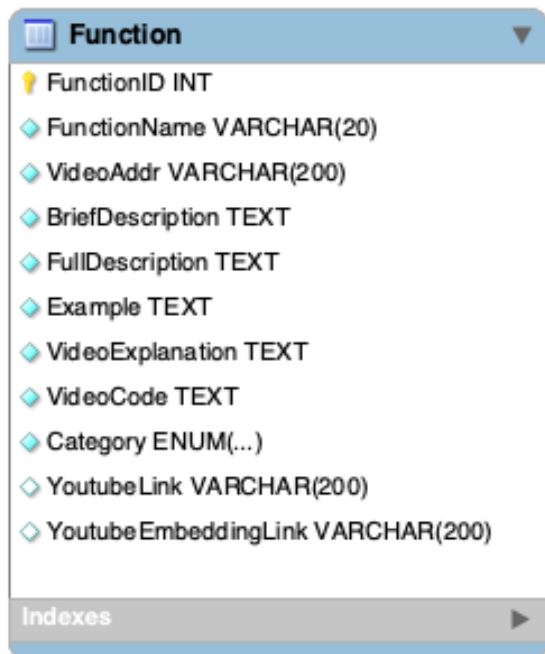 Function
FunctionID INT
FunctionName VARCHAR(20)
VideoAddr VARCHAR(200)
BriefDescription TEXT
FullDescription TEXT
Example TEXT
VideoExplanation TEXT
VideoCode TEXT
Category ENUM(...)
YoutubeLink VARCHAR(200)
YoutubeEmbeddingLink VARCHAR(200)
Indexes